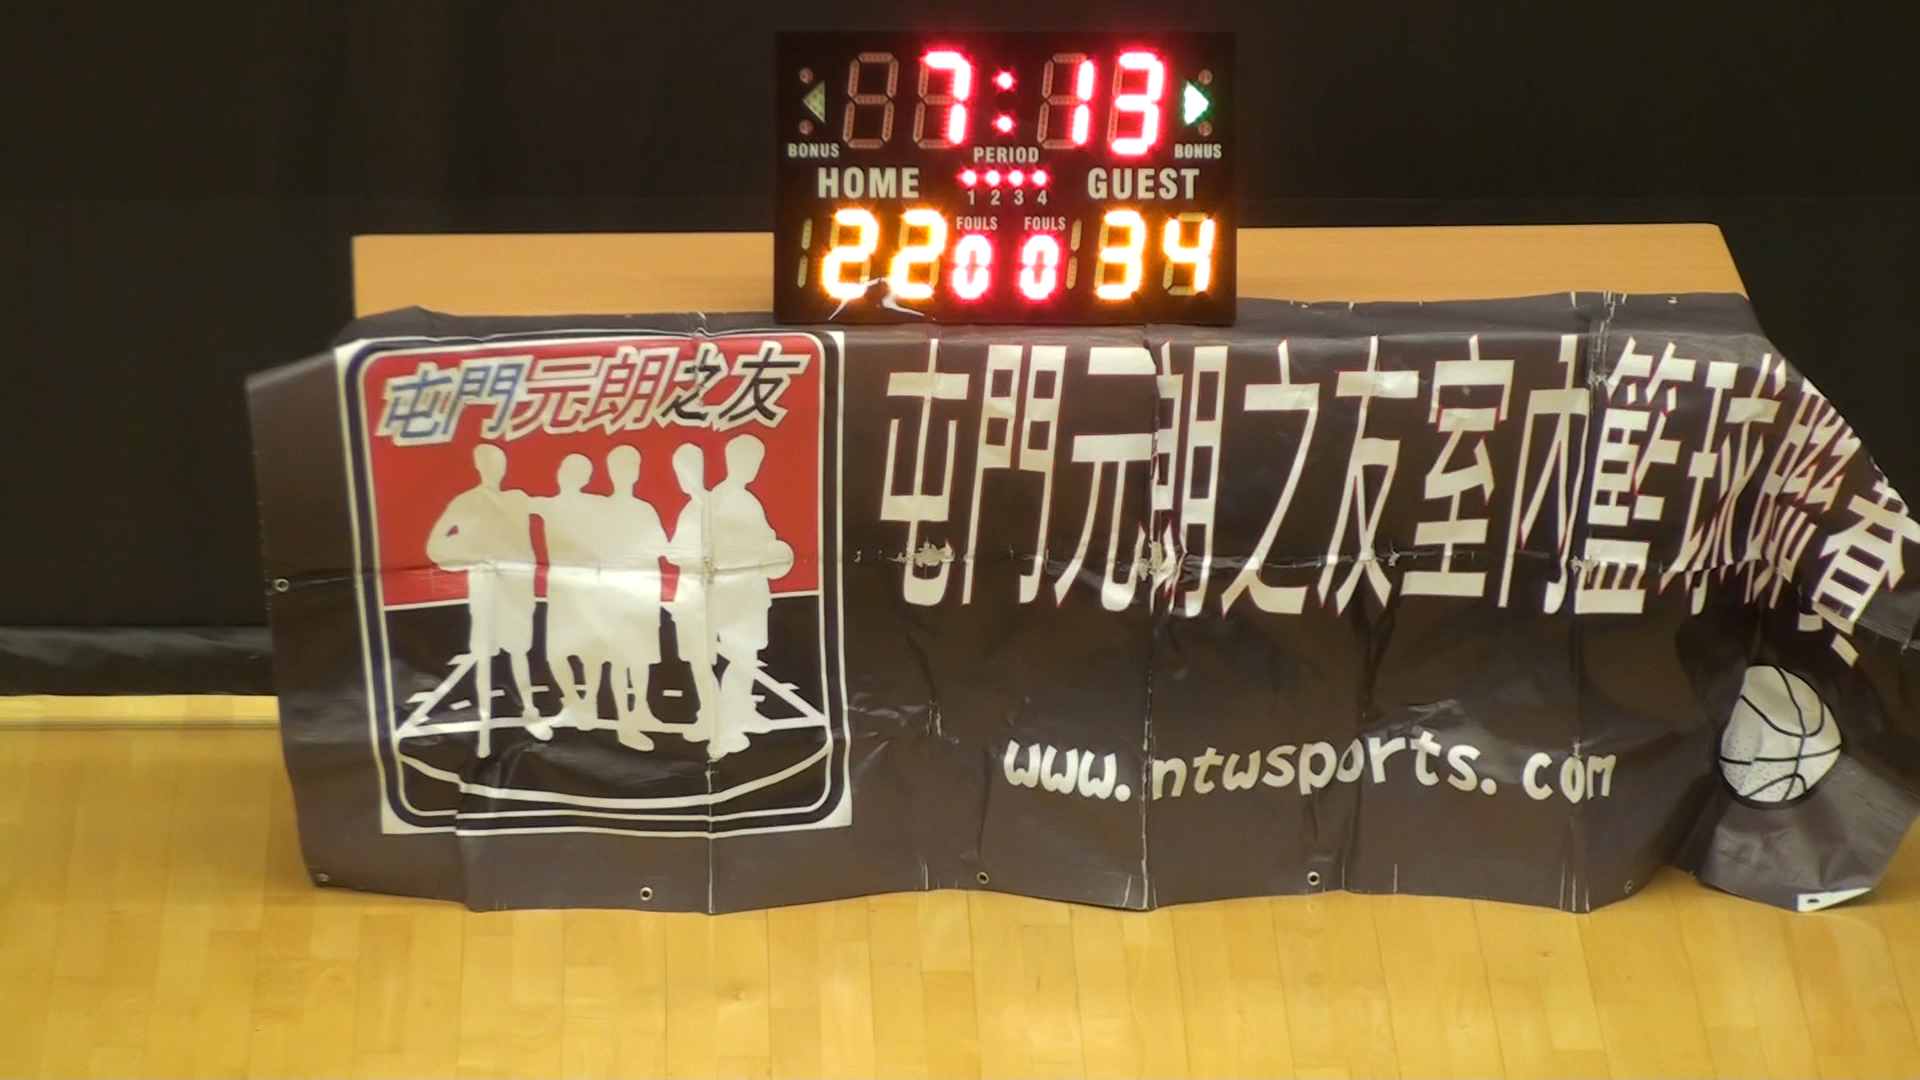 7:13
BONUS PERIOD BONUS
HOME 1 2 3 4 GUEST
FOULS FOULS
22 0 0 34
屯門元朗之友
屯門元朗之友室內籃球聯賽
www.ntwsports.com